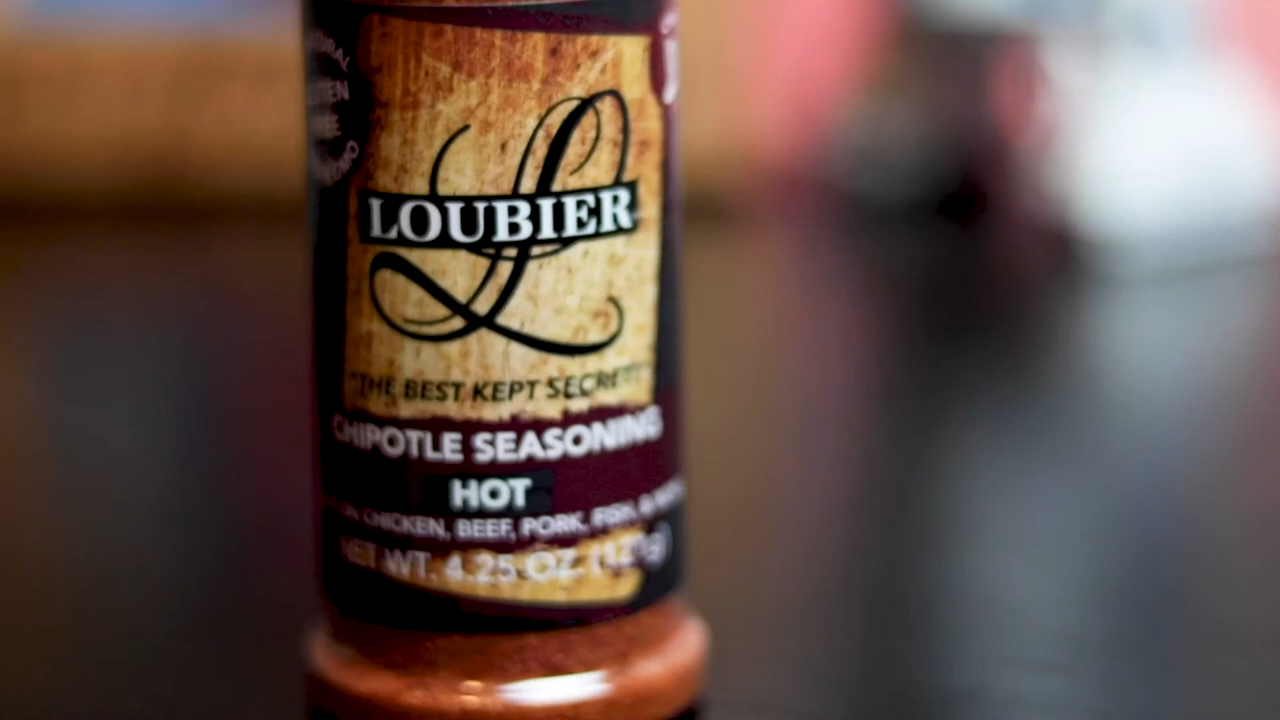 LOUBIER
"THE BEST KEPT SECRET"
CHIPOTLE SEASONING
HOT
CHICKEN, BEEF, PORK, FISH, &
NET WT. 4.25 OZ.